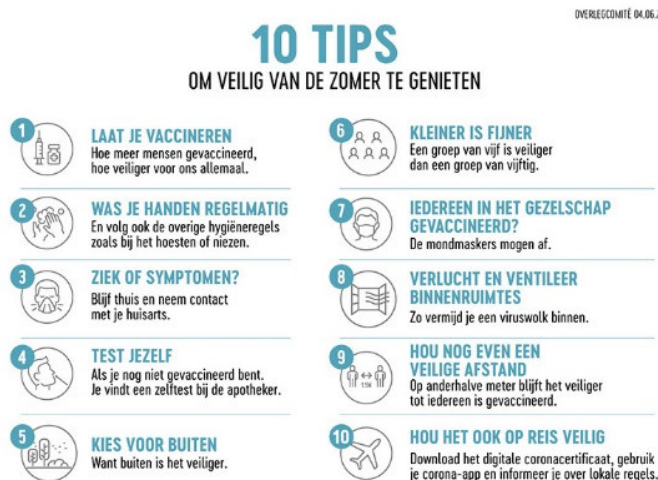 OVERLEGCOMITÉ 04.06.
10 TIPS
OM VEILIG VAN DE ZOMER TE GENIETEN
1
LAAT JE VACCINEREN
Hoe meer mensen gevaccineerd,
hoe veiliger voor ons allemaal.
2
WAS JE HANDEN REGELMATIG
En volg ook de overige hygiëneregels
zoals bij het hoesten of niezen.
3
ZIEK OF SYMPTOMEN?
Blijf thuis en neem contact
met je huisarts.
4
TEST JEZELF
Als je nog niet gevaccineerd bent.
Je vindt een zelftest bij de apotheker.
5
KIES VOOR BUITEN
Want buiten is het veiliger.
6
KLEINER IS FIJNER
Een groep van vijf is veiliger
dan een groep van vijftig.
7
IEDEREEN IN HET GEZELSCHAP
GEVACCINEERD?
De mondmaskers mogen af.
8
VERLUCHT EN VENTILEER
BINNENRUIMTES
Zo vermijd je een viruswolk binnen.
9
HOU NOG EVEN EEN
VEILIGE AFSTAND
Op anderhalve meter blijft het veiliger
tot iedereen is gevaccineerd.
10
HOU HET OOK OP REIS VEILIG
Download het digitale coronacertificaat, gebruik
je corona-app en informeer je over lokale regels.